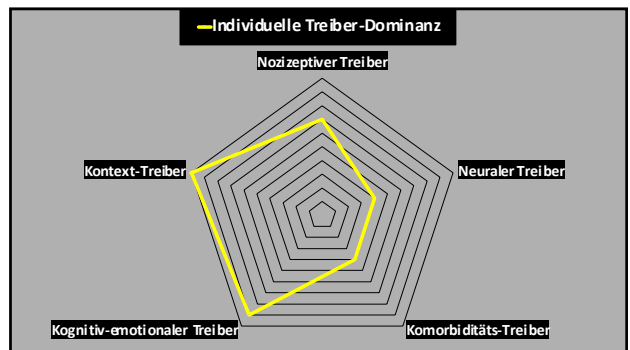 Individuelle Treiber-Dominanz
Nozizeptiver Treiber
Kontext-Treiber
Neuraler Treiber
Kognitiv-emotionaler Treiber
Komorbiditäts-Treiber